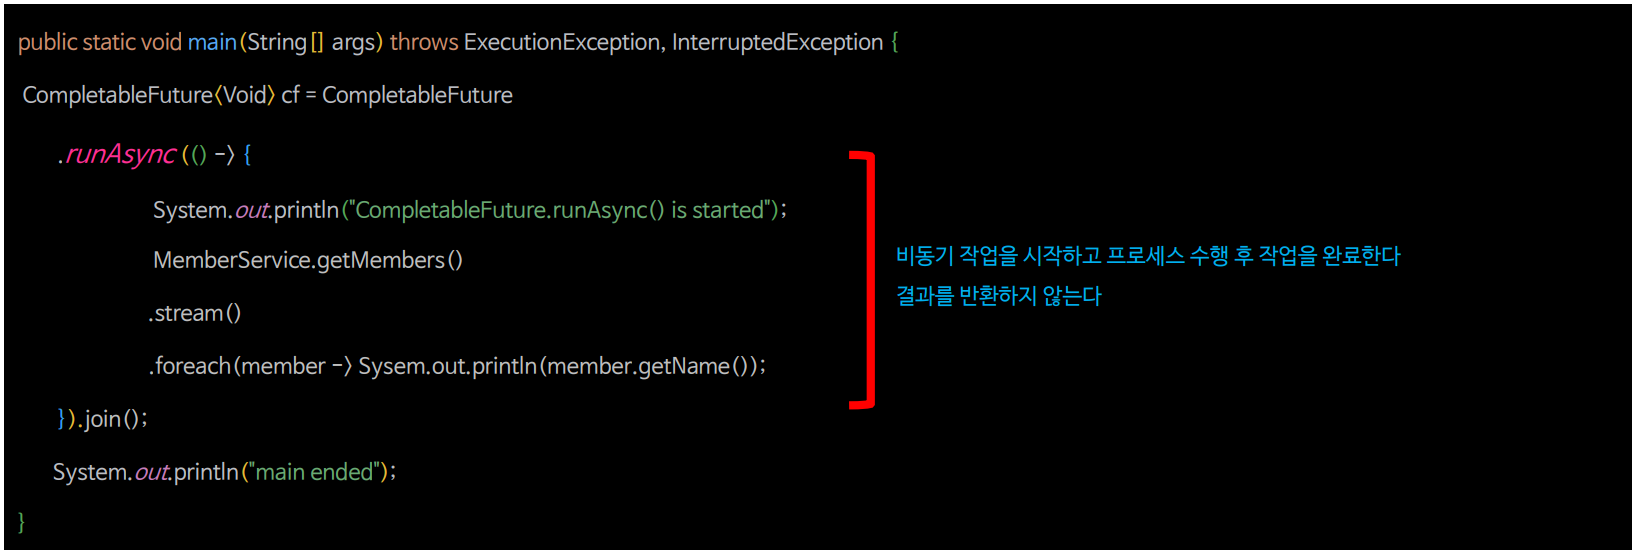 public static void main(String[] args) throws ExecutionException, InterruptedException {
CompletableFuture<Void> cf = CompletableFuture
.runAsync(() -> {
System.out.println("CompletableFuture.runAsync() is started");
MemberService.getMembers()
.stream()
.foreach(member -> Sysem.out.println(member.getName());
}).join();
System.out.println("main ended");
}
비동기 작업을 시작하고 프로세스 수행 후 작업을 완료한다
결과를 반환하지 않는다